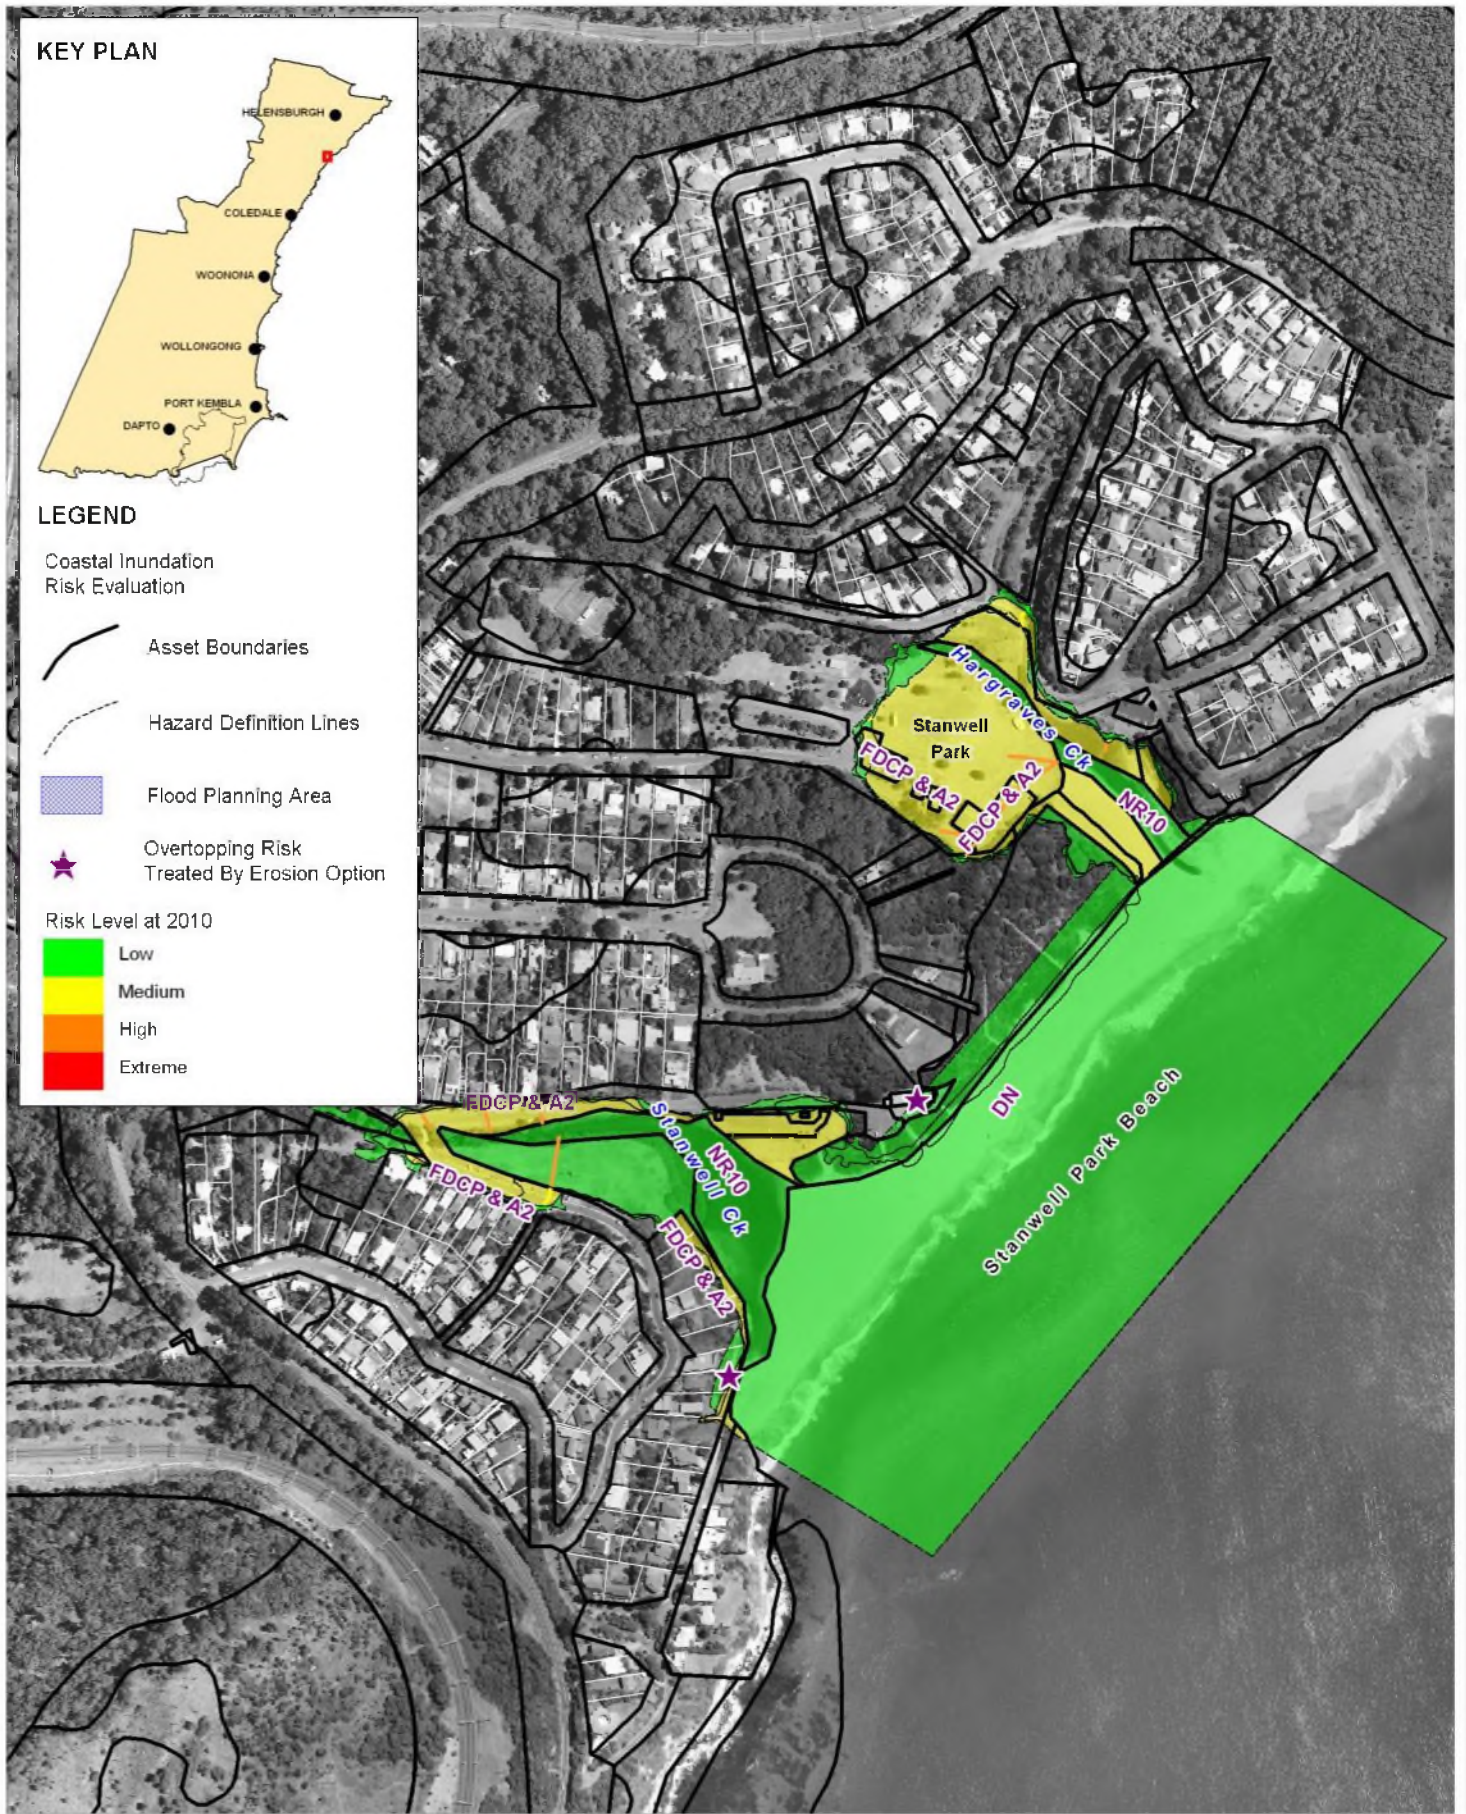 KEY PLAN
HELENSBURGH
COLEDALE
WOONONA
WOLLONGONG
PORT KEMBLA
DAPTO
LEGEND
Coastal Inundation
Risk Evaluation
Asset Boundaries
Hazard Definition Lines
Flood Planning Area
Overtopping Risk
Treated By Erosion Option
Risk Level at 2010
Low
Medium
High
Extreme
Hargraves Ck
Stanwell
Park
FDCP & A2
FDCP & A2
NR10
DN
Stanwell Park Beach
FDCP & A2
Stanwell Ck
NR10
FDCP & A2
FDCP & A2